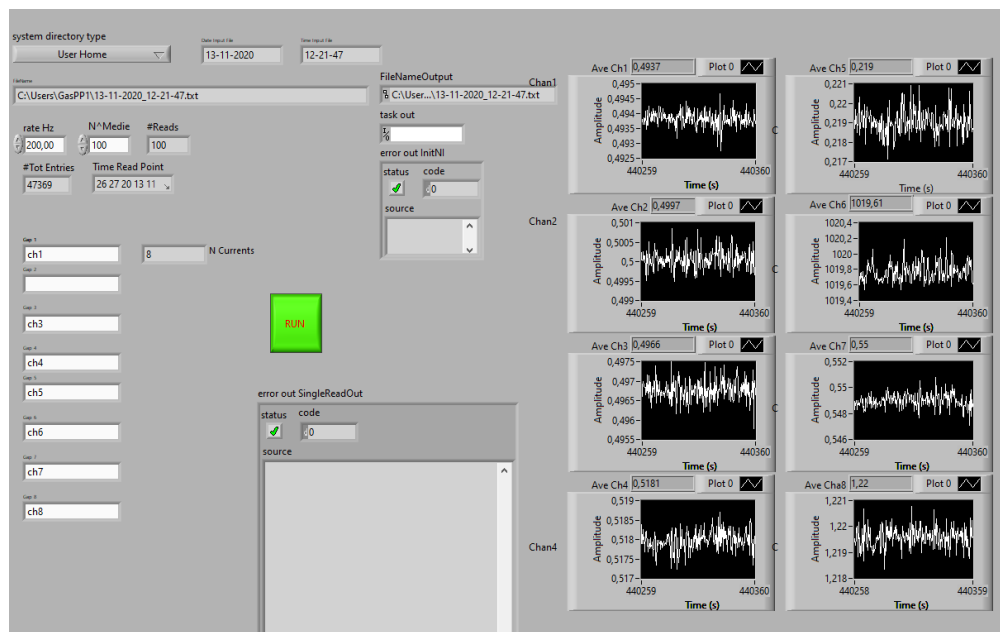 system directory type
User Home
Date Input File
13-11-2020
Time Input File
12-21-47
FileName
C:\Users\GasPP1\13-11-2020_12-21-47.txt
FileNameOutput
C:\User...\13-11-2020_12-21-47.txt
rate Hz
200,00
N^Medie
100
#Reads
100
#Tot Entries
47369
Time Read Point
26 27 20 13 11
task out
error out InitNI
status
code
0
source
Gap 1
ch1
8
N Currents
Gap 2
Gap 3
ch3
Gap 4
ch4
Gap 5
ch5
Gap 6
ch6
Gap 7
ch7
Gap 8
ch8
RUN
error out SingleReadOut
status
code
0
source
Chan1
Ave Ch1
0,4937
Plot 0
0,495
0,4945
0,494
0,4935
0,493
0,4925
Amplitude
440259
440360
Time (s)
C
Ave Ch5
0,219
Plot 0
0,221
0,22
0,219
0,218
0,217
Amplitude
440259
440360
Time (s)
Chan2
Ave Ch2
0,4997
Plot 0
0,501
0,5005
0,5
0,4995
0,499
Amplitude
440259
440360
Time (s)
C
Ave Ch6
1019,61
Plot 0
1020,4
1020,2
1020
1019,8
1019,6
1019,4
Amplitude
440259
440360
Time (s)
Ave Ch3
0,4966
Plot 0
0,4975
0,497
0,4965
0,496
0,4955
Amplitude
440259
440360
Time (s)
C
Ave Ch7
0,55
Plot 0
0,552
0,55
0,548
0,546
Amplitude
440259
440360
Time (s)
Chan4
Ave Ch4
0,5181
Plot 0
0,519
0,5185
0,518
0,5175
0,517
Amplitude
440259
440360
Time (s)
C
Ave Cha8
1,22
Plot 0
1,221
1,22
1,219
1,218
Amplitude
440258
440359
Time (s)